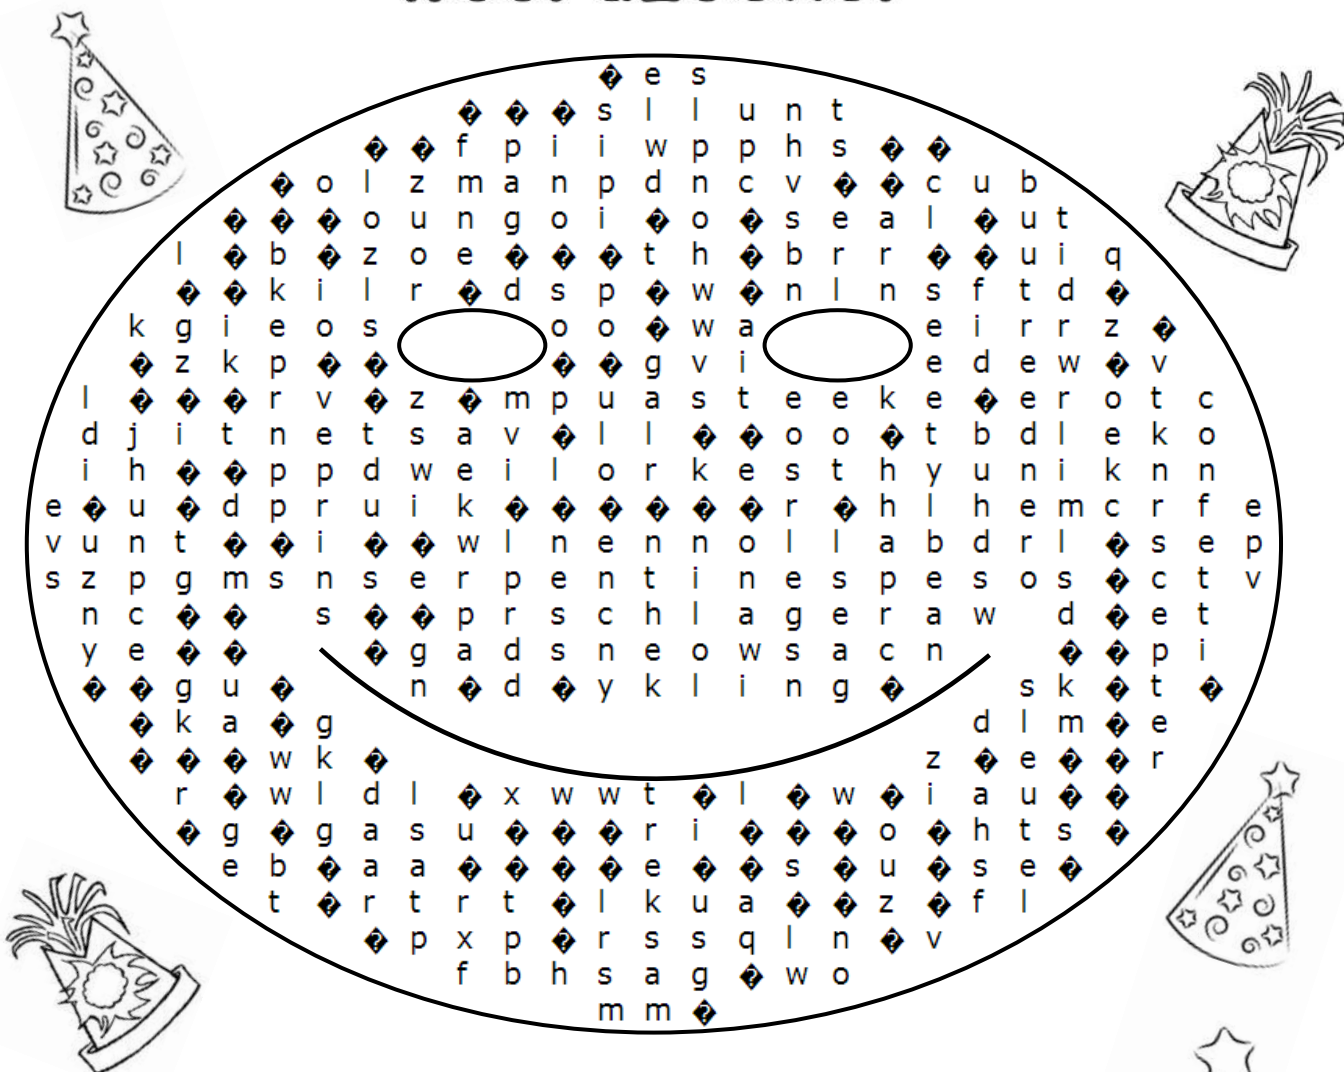 � e s
� � � s l l u n t
� � f p i i w p p h s � �
� o l z m a n p d n c v � � c u b
� � � o u n g o i � o � s e a l � u t
l � b � z o e � � � t h � b r r � � u i q
� � k i l r � d s p � w � n l n s f t d �
k g i e o s o o � w a e i r r z �
� z k p � � � � g v i e d e w � v
l � � � r v � z � m p u a s t e e k e � e r o t c
d j i t n e t s a v � l l � � o o � t b d l e k o
i h � � p p d w e i l o r k e s t h y u n i k n n
e � u � d p r u i k � � � � � � r � h l h e m c r f e
v u n t � � i � � w l n e n n o l l a b d r l � s e p
s z p g m s n s e r p e n t i n e s p e s o s � c t v
n c � � s � � p r s c h l a g e r a w d � e t
y e � � � g a d s n e o w s a c n � � p i
� � g u � n � d � y k l i n g � s k � t �
� k a � g d l m � e
� � � w k � z � e � � r
r � w l d l � x w w t � l � w � i a u � �
� g � g a s u � � � r i � � � o � h t s �
e b � a a � � � � e � � s � u � s e �
t � r t r t � l k u a � � z � f l
� p x p � r s s q l n � v
f b h s a g � w o
m m �